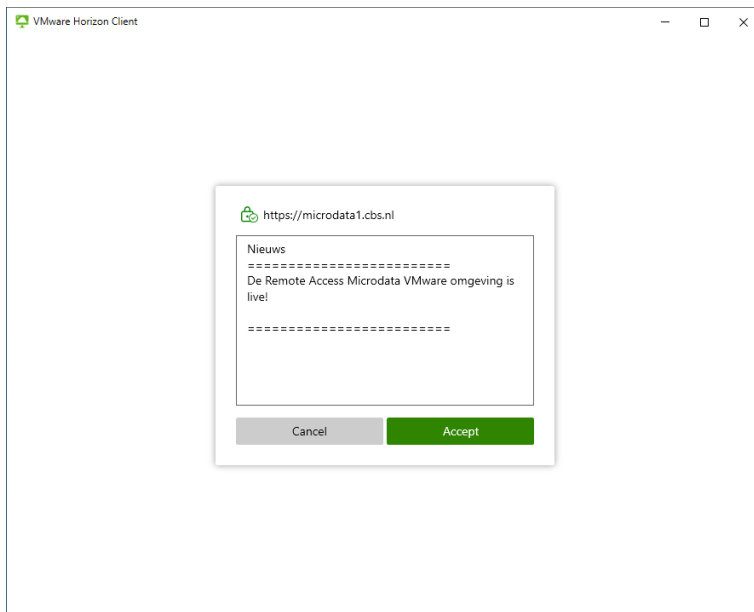 VMware Horizon Client
https://microdata1.cbs.nl
Nieuws
=========================
De Remote Access Microdata VMware omgeving is
live!
=========================
Cancel
Accept